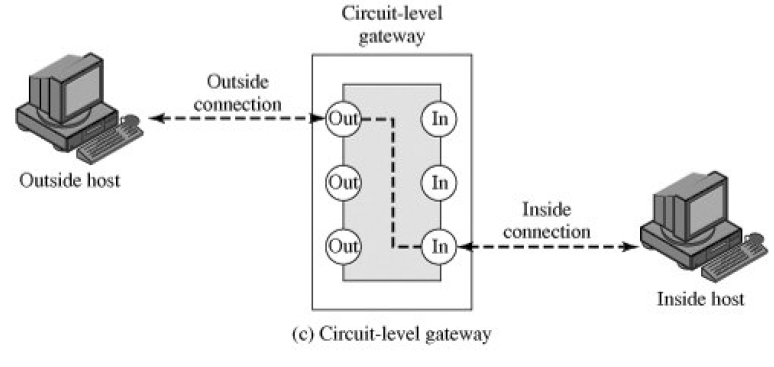 Circuit-level
gateway
Outside
connection
Out
In
Outside host
Out
In
Inside
connection
Out
In
Inside host
(c) Circuit-level gateway